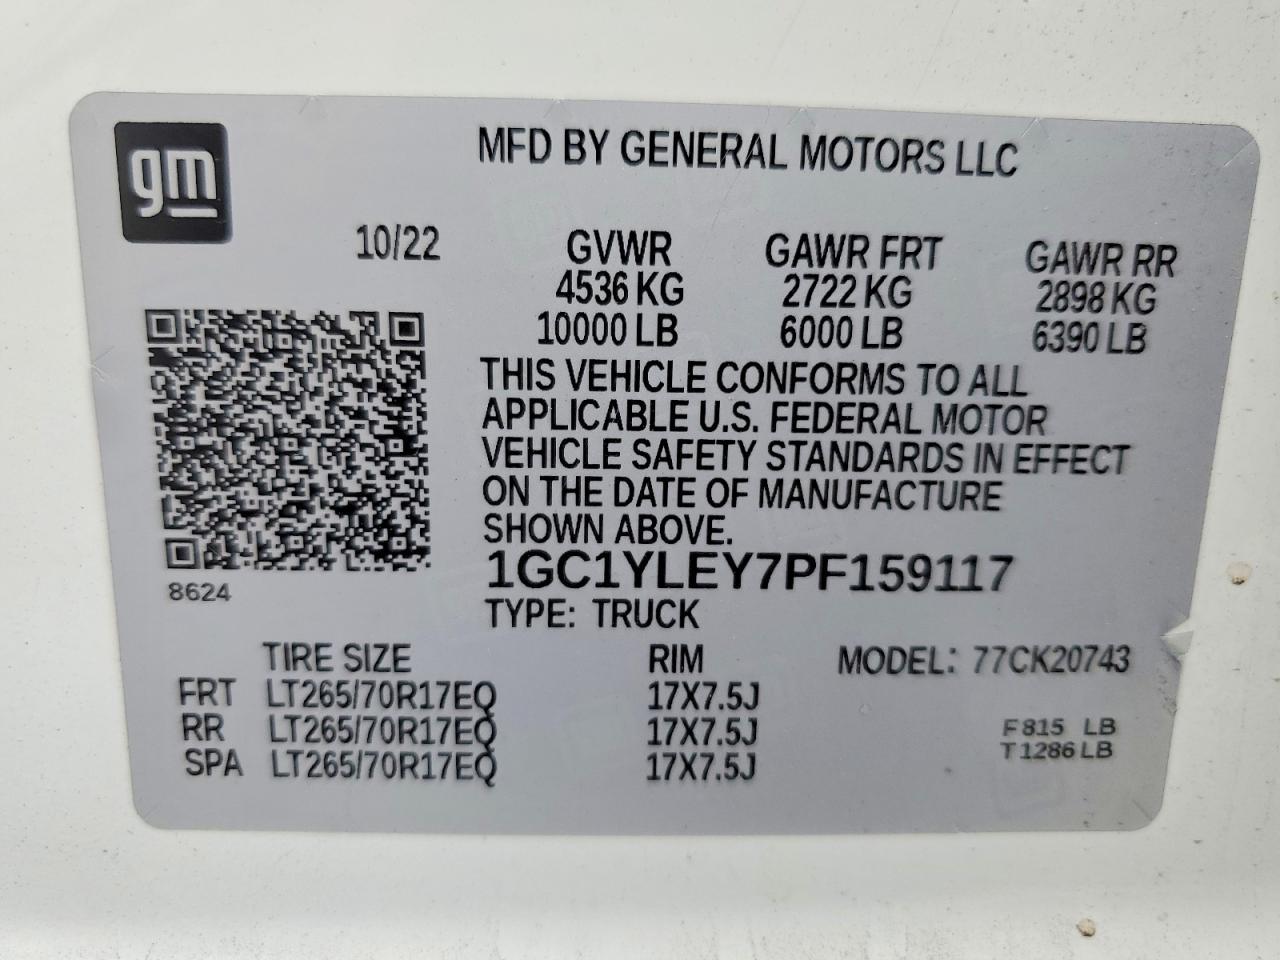 gm
MFD BY GENERAL MOTORS LLC
10/22 GVWR GAWR FRT GAWR RR
4536 KG 2722 KG 2898 KG
10000 LB 6000 LB 6390 LB
THIS VEHICLE CONFORMS TO ALL
APPLICABLE U.S. FEDERAL MOTOR
VEHICLE SAFETY STANDARDS IN EFFECT
ON THE DATE OF MANUFACTURE
SHOWN ABOVE.
1GC1YLEY7PF159117
8624
TYPE: TRUCK
TIRE SIZE RIM MODEL: 77CK20743
FRT LT265/70R17EQ 17X7.5J
RR LT265/70R17EQ 17X7.5J F815 LB
SPA LT265/70R17EQ 17X7.5J T1286 LB